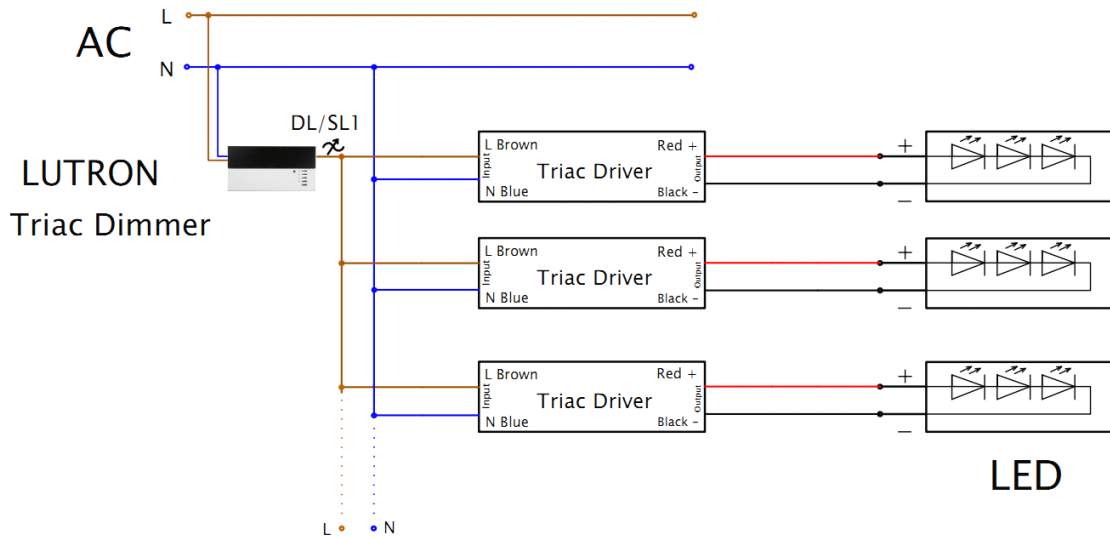 L
AC
N
DL/SL1
LUTRON
Triac Dimmer
L Brown
Red +
Input
Triac Driver
Output
N Blue
Black -
+
-
L Brown
Red +
Input
Triac Driver
Output
N Blue
Black -
+
-
L Brown
Red +
Input
Triac Driver
Output
N Blue
Black -
+
-
LED
L
N